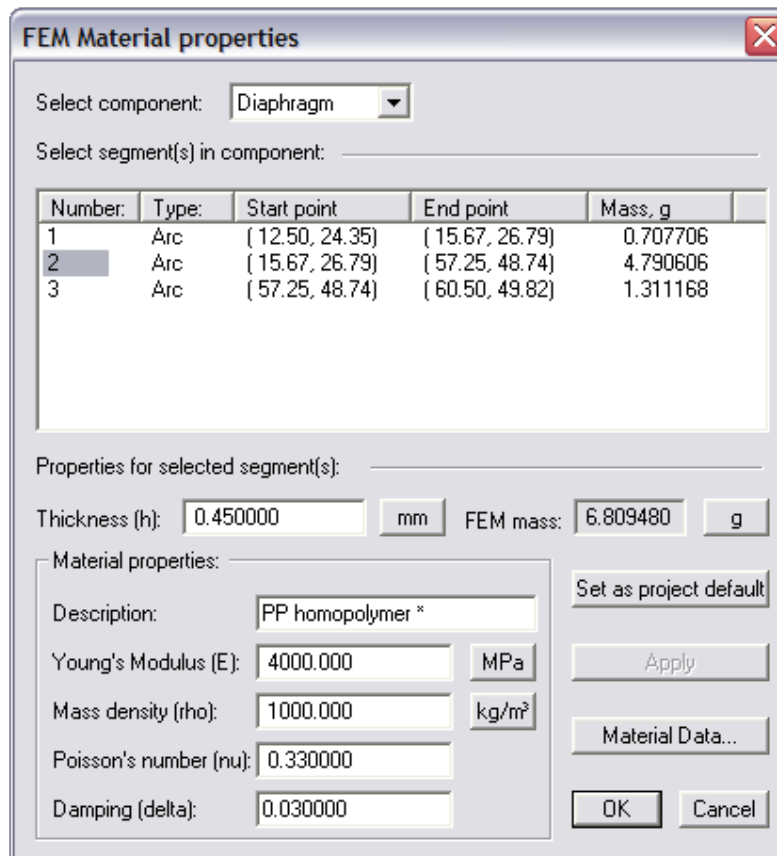 FEM Material properties
Select component: Diaphragm
Select segment(s) in component:
Number: Type: Start point End point Mass, g
1 Arc ( 12.50, 24.35) ( 15.67, 26.79) 0.707706
2 Arc ( 15.67, 26.79) ( 57.25, 48.74) 4.790606
3 Arc ( 57.25, 48.74) ( 60.50, 49.82) 1.311168
Properties for selected segment(s):
Thickness (h): 0.450000 mm FEM mass: 6.809480 g
Material properties:
Set as project default
Description: PP homopolymer *
Young's Modulus (E): 4000.000 MPa Apply
Mass density (rho): 1000.000 kg/m³
Material Data...
Poisson's number (nu): 0.330000
Damping (delta): 0.030000 OK Cancel